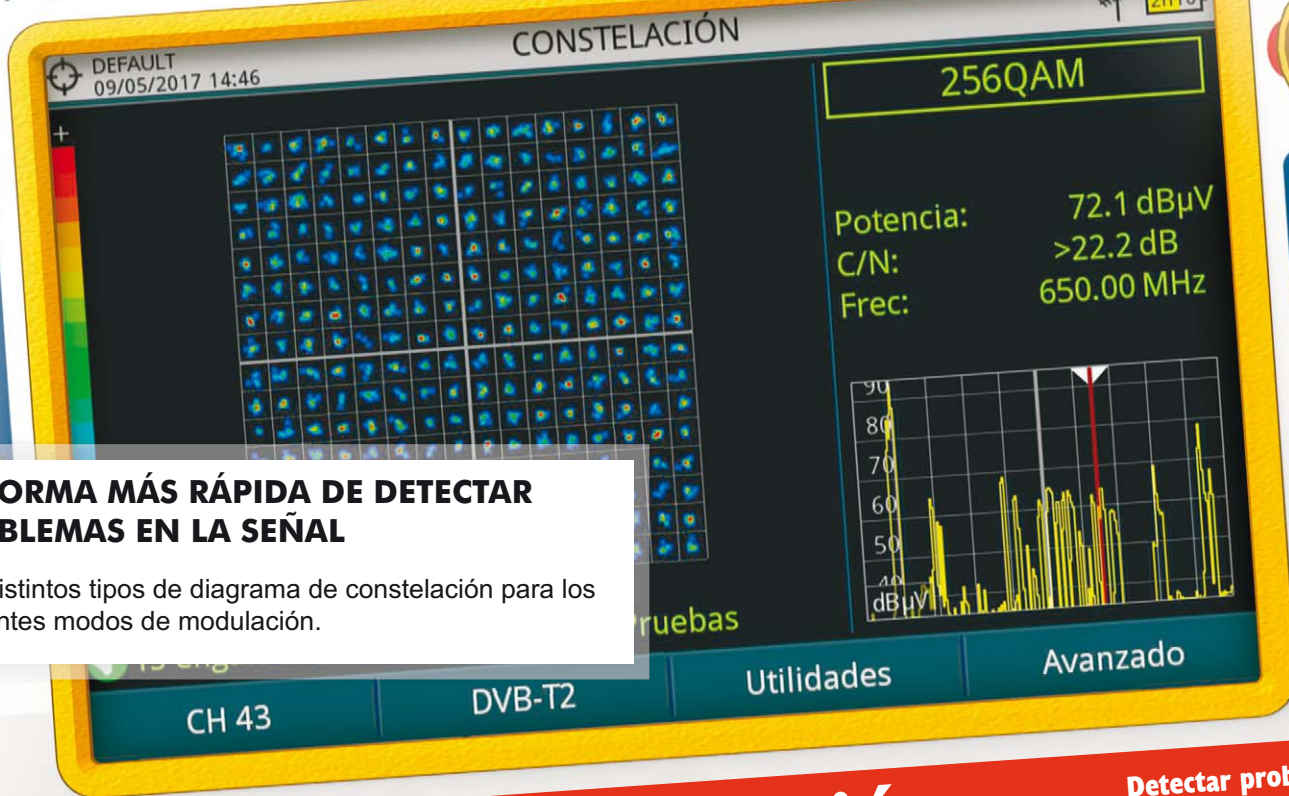 CONSTELACIÓN
DEFAULT
09/05/2017 14:46
+
256QAM
Potencia: 72.1 dBµV
C/N: >22.2 dB
Frec: 650.00 MHz
90
80
70
60
50
40
dBµV
ORMA MÁS RÁPIDA DE DETECTAR
BLEMAS EN LA SEÑAL
istintos tipos de diagrama de constelación para los
ntes modos de modulación.
ruebas
CH 43
DVB-T2
Utilidades
Avanzado
Detectar prob